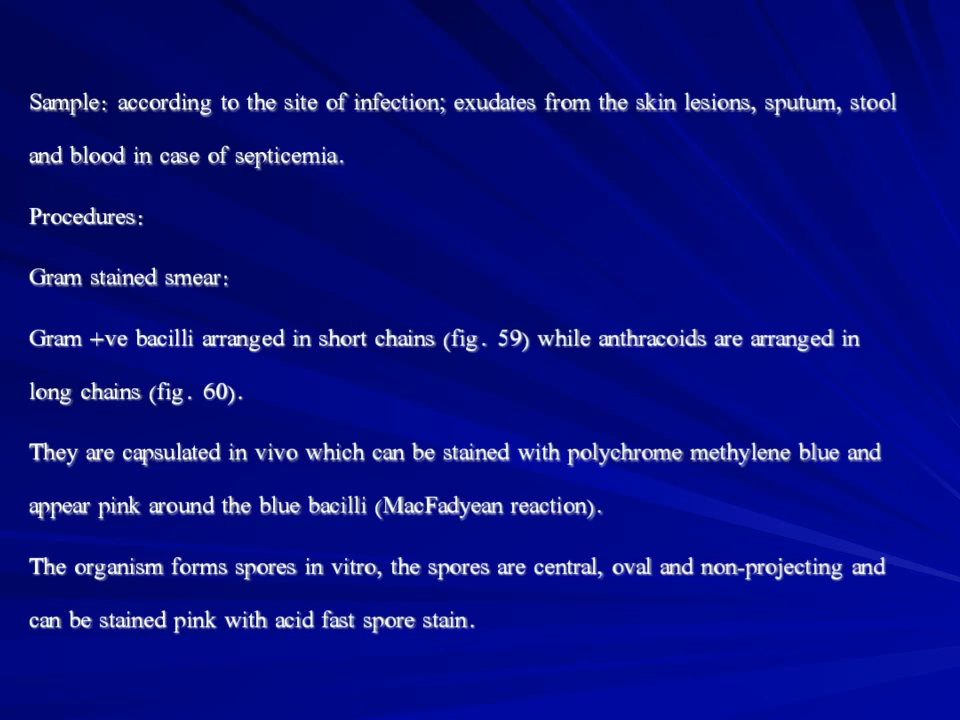 Sample: according to the site of infection; exudates from the skin lesions, sputum, stool
and blood in case of septicemia.
Procedures:
Gram stained smear:
Gram +ve bacilli arranged in short chains (fig. 59) while anthracoids are arranged in
long chains (fig. 60).
They are capsulated in vivo which can be stained with polychrome methylene blue and
appear pink around the blue bacilli (MacFadyean reaction).
The organism forms spores in vitro, the spores are central, oval and non-projecting and
can be stained pink with acid fast spore stain.